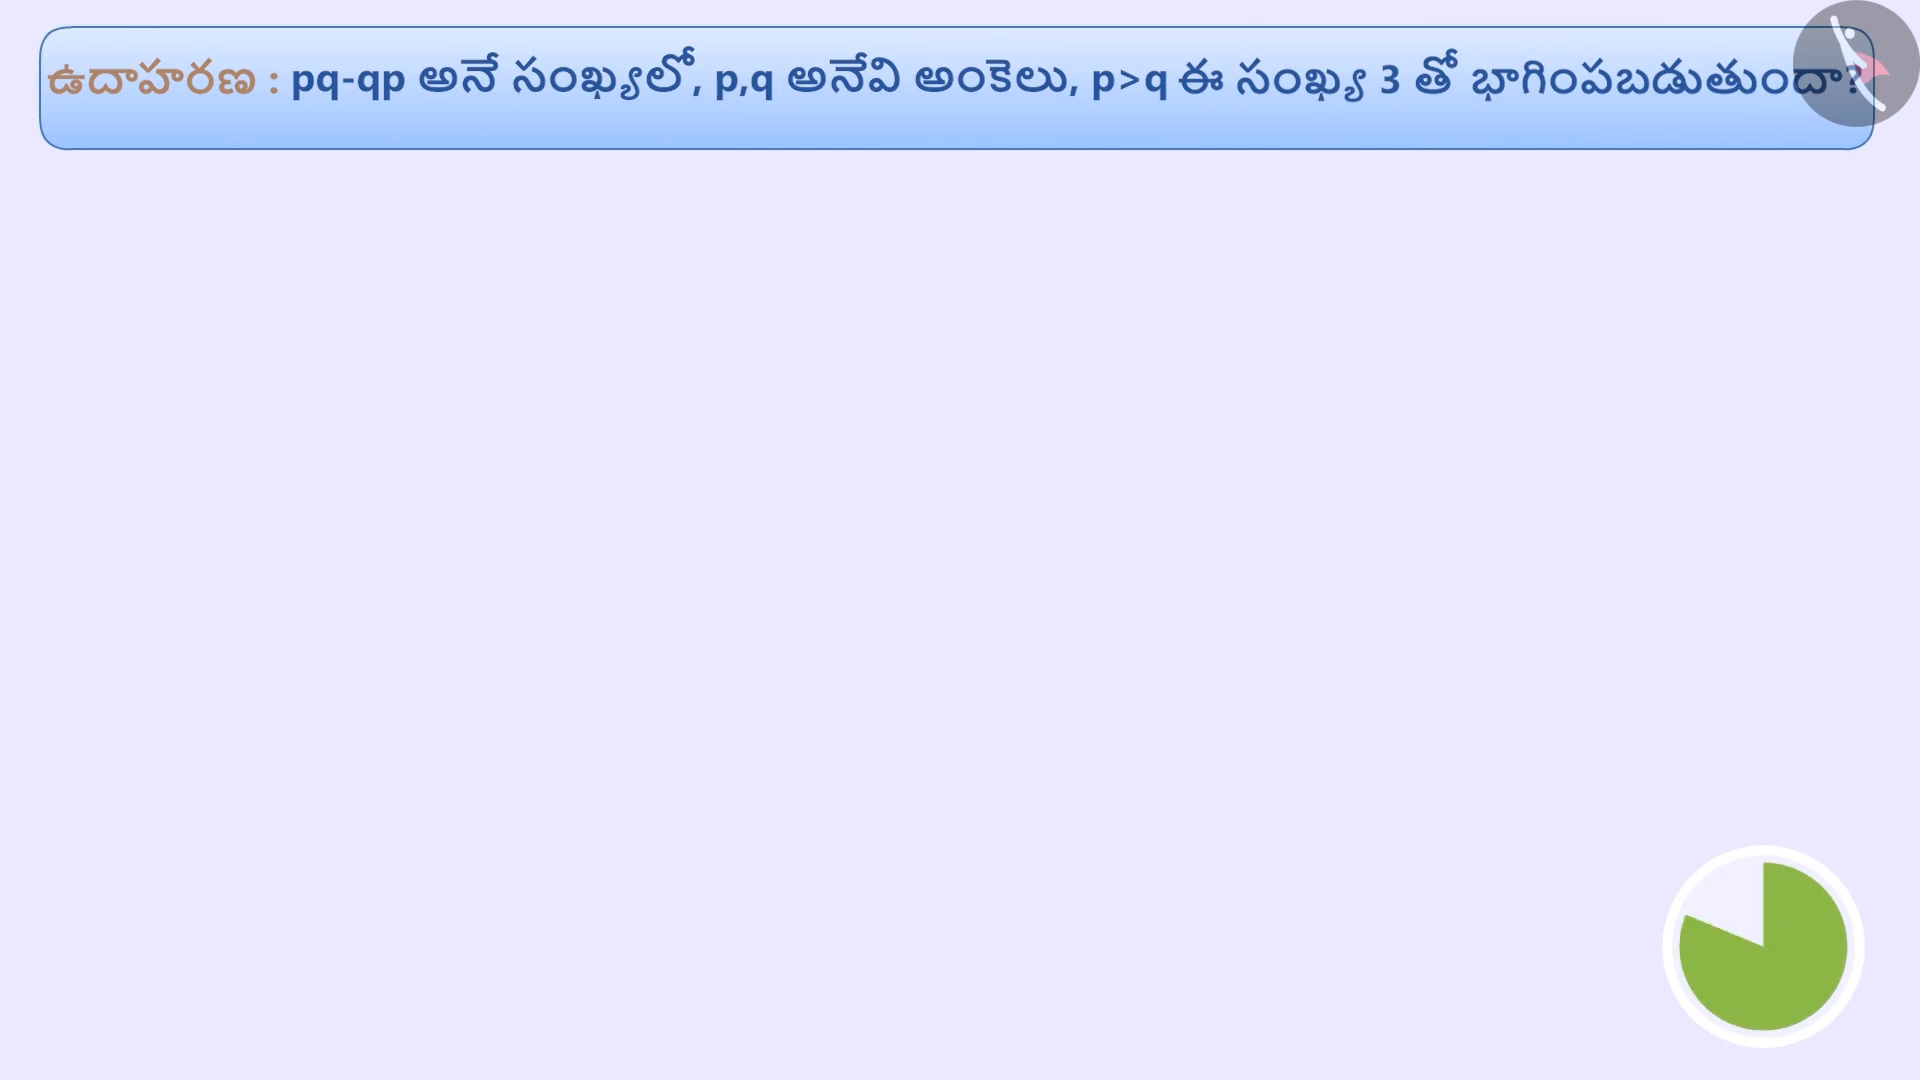 ఉదాహరణ : pq-qp అనే సంఖ్యలో, p,q అనేవి అంకెలు, p>q ఈ సంఖ్య 3 తో భాగింపబడుతుందా?